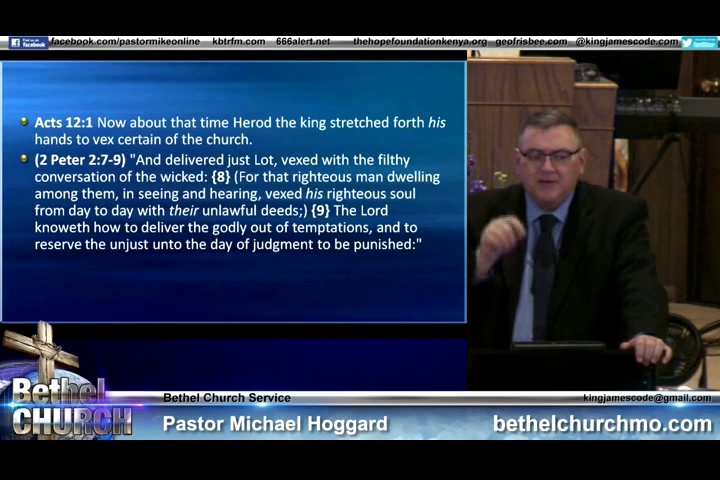 Find us on facebook facebook.com/pastormikeonline kbtrfm.com 666alert.net thehopefoundationkenya.org geofrisbee.com @kingjamescode.com twitter
Acts 12:1 Now about that time Herod the king stretched forth his
hands to vex certain of the church.
(2 Peter 2:7-9) "And delivered just Lot, vexed with the filthy
conversation of the wicked: {8} (For that righteous man dwelling
among them, in seeing and hearing, vexed his righteous soul
from day to day with their unlawful deeds;) {9} The Lord
knoweth how to deliver the godly out of temptations, and to
reserve the unjust unto the day of judgment to be punished:"
Bethel
CHURCH
Bethel Church Service kingjamescode@gmail.com
Pastor Michael Hoggard bethelchurchmo.com